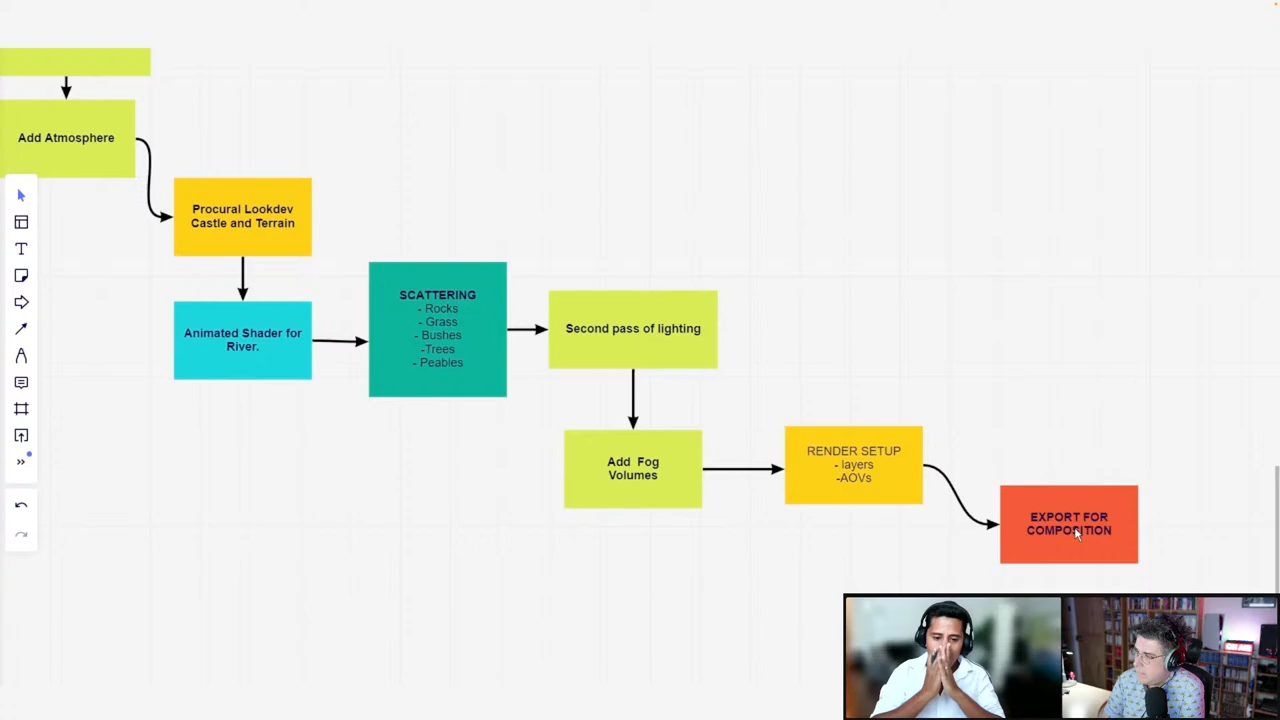 Add Atmosphere
Procural Lookdev
Castle and Terrain
Animated Shader for
River.
SCATTERING
- Rocks
- Grass
- Bushes
-Trees
- Peables
Second pass of lighting
Add Fog
Volumes
RENDER SETUP
- layers
-AOVs
EXPORT FOR
COMPOSITION